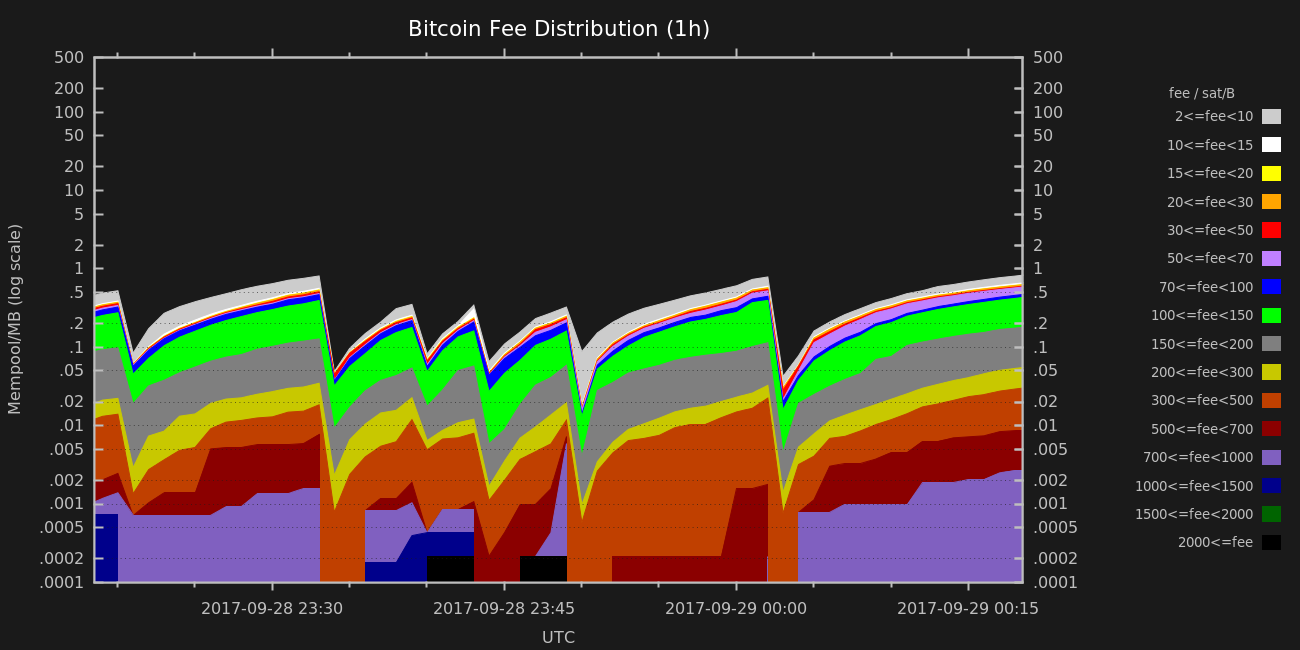 Bitcoin Fee Distribution (1h)
Mempool/MB (log scale)
500
200
100
50
20
10
5
2
1
.5
.2
.1
.05
.02
.01
.005
.002
.001
.0005
.0002
.0001
500
200
100
50
20
10
5
2
1
.5
.2
.1
.05
.02
.01
.005
.002
.001
.0005
.0002
.0001
2017-09-28 23:30
2017-09-28 23:45
2017-09-29 00:00
2017-09-29 00:15
UTC
fee / sat/B
2<=fee<10
10<=fee<15
15<=fee<20
20<=fee<30
30<=fee<50
50<=fee<70
70<=fee<100
100<=fee<150
150<=fee<200
200<=fee<300
300<=fee<500
500<=fee<700
700<=fee<1000
1000<=fee<1500
1500<=fee<2000
2000<=fee